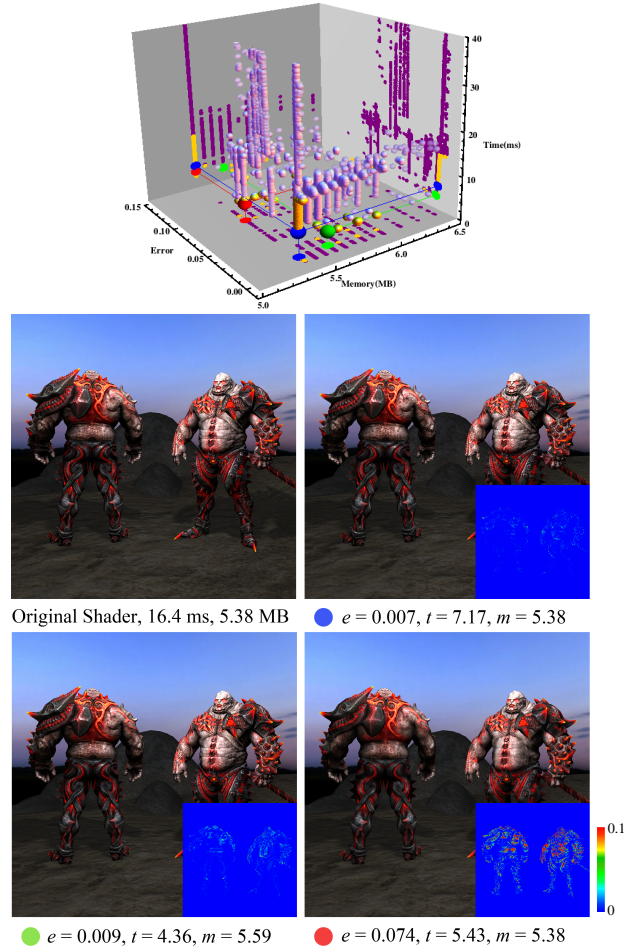 40
30
20
Time(ms)
10
0
0.15
0.10
Error
0.05
0.00
5.0
5.5
Memory(MB)
6.0
6.5
Original Shader, 16.4 ms, 5.38 MB
e = 0.007, t = 7.17, m = 5.38
0.1
0
e = 0.009, t = 4.36, m = 5.59
e = 0.074, t = 5.43, m = 5.38